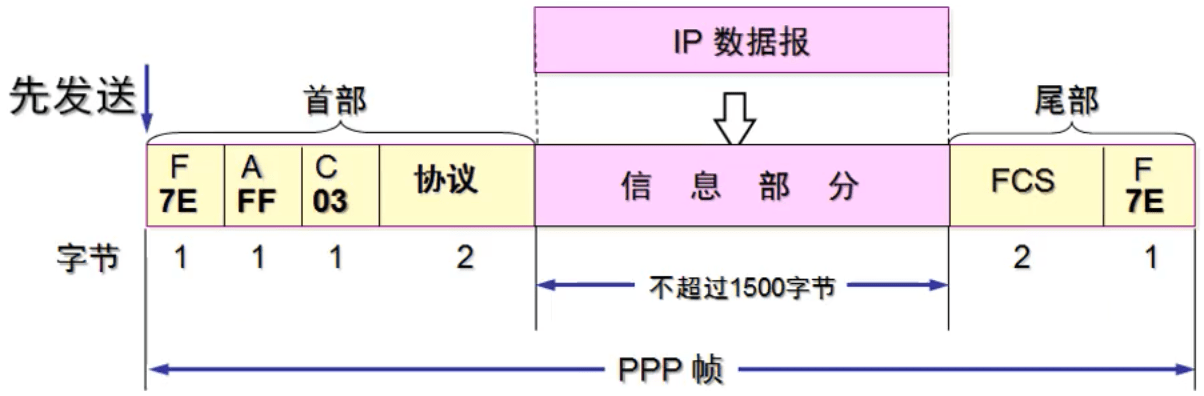 IP 数据报
先发送
首部
尾部
F A C 协议 信 息 部 分 FCS F
7E FF 03 7E
字节 1 1 1 2 2 1
不超过1500字节
PPP 帧